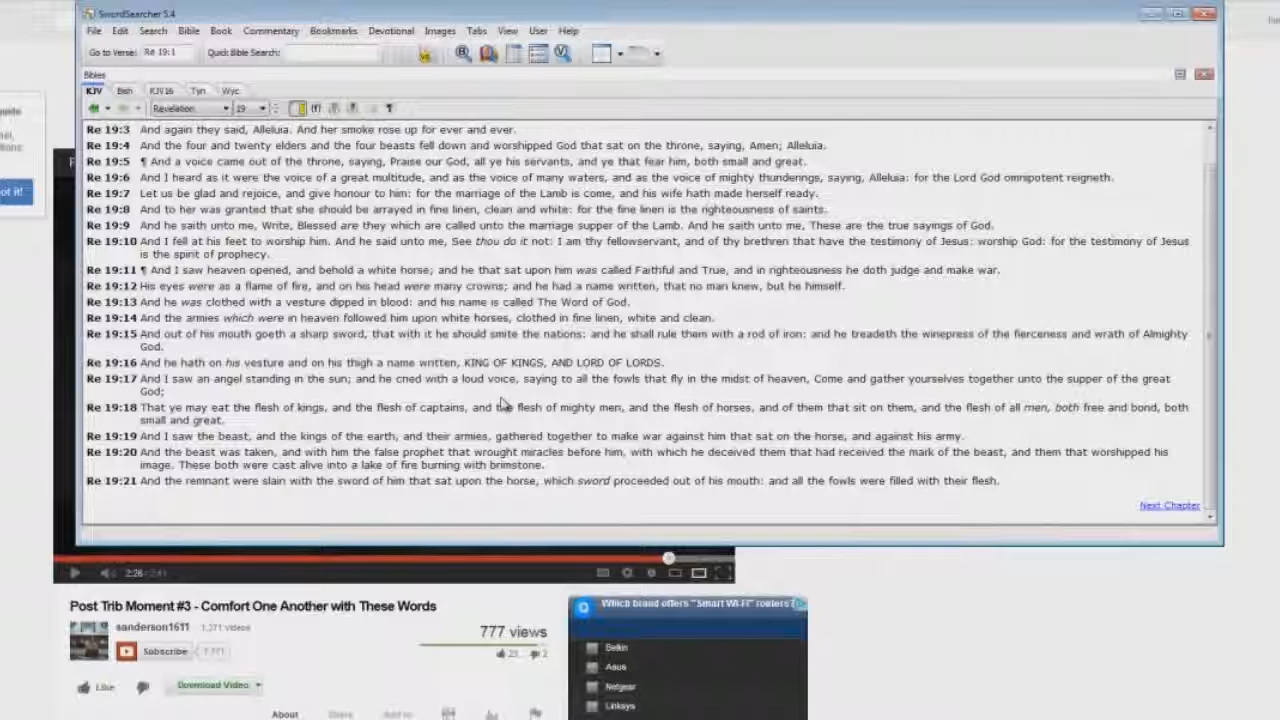 SwordSearcher 5.4
File Edit Search Bible Book Commentary Bookmarks Devotional Images Tabs View User Help
Go to Verse: Re 19:1 Quick Bible Search:
Bibles
KJV Bish KJV16 Tyn Wyc
Revelation 19
Re 19:3 And again they said, Alleluia. And her smoke rose up for ever and ever.
Re 19:4 And the four and twenty elders and the four beasts fell down and worshipped God that sat on the throne, saying, Amen; Alleluia.
Re 19:5 ¶ And a voice came out of the throne, saying, Praise our God, all ye his servants, and ye that fear him, both small and great.
Re 19:6 And I heard as it were the voice of a great multitude, and as the voice of many waters, and as the voice of mighty thunderings, saying, Alleluia: for the Lord God omnipotent reigneth.
Re 19:7 Let us be glad and rejoice, and give honour to him: for the marriage of the Lamb is come, and his wife hath made herself ready.
Re 19:8 And to her was granted that she should be arrayed in fine linen, clean and white: for the fine linen is the righteousness of saints.
Re 19:9 And he saith unto me, Write, Blessed are they which are called unto the marriage supper of the Lamb. And he saith unto me, These are the true sayings of God.
Re 19:10 And I fell at his feet to worship him. And he said unto me, See thou do it not: I am thy fellowservant, and of thy brethren that have the testimony of Jesus: worship God: for the testimony of Jesus
is the spirit of prophecy.
Re 19:11 ¶ And I saw heaven opened, and behold a white horse; and he that sat upon him was called Faithful and True, and in righteousness he doth judge and make war.
Re 19:12 His eyes were as a flame of fire, and on his head were many crowns; and he had a name written, that no man knew, but he himself.
Re 19:13 And he was clothed with a vesture dipped in blood: and his name is called The Word of God.
Re 19:14 And the armies which were in heaven followed him upon white horses, clothed in fine linen, white and clean.
Re 19:15 And out of his mouth goeth a sharp sword, that with it he should smite the nations: and he shall rule them with a rod of iron: and he treadeth the winepress of the fierceness and wrath of Almighty
God.
Re 19:16 And he hath on his vesture and on his thigh a name written, KING OF KINGS, AND LORD OF LORDS.
Re 19:17 And I saw an angel standing in the sun; and he cried with a loud voice, saying to all the fowls that fly in the midst of heaven, Come and gather yourselves together unto the supper of the great
God;
Re 19:18 That ye may eat the flesh of kings, and the flesh of captains, and the flesh of mighty men, and the flesh of horses, and of them that sit on them, and the flesh of all men, both free and bond, both
small and great.
Re 19:19 And I saw the beast, and the kings of the earth, and their armies, gathered together to make war against him that sat on the horse, and against his army.
Re 19:20 And the beast was taken, and with him the false prophet that wrought miracles before him, with which he deceived them that had received the mark of the beast, and them that worshipped his
image. These both were cast alive into a lake of fire burning with brimstone.
Re 19:21 And the remnant were slain with the sword of him that sat upon the horse, which sword proceeded out of his mouth: and all the fowls were filled with their flesh.
Next Chapter
ot it!
2:26 / 2:41
Post Trib Moment #3 - Comfort One Another with These Words
sanderson1611 1,271 videos
Subscribe
777 views
Like
Download Video
About Share Add to
Which brand offers "Smart Wi-Fi" routers?
Belkin
Asus
Netgear
Linksys